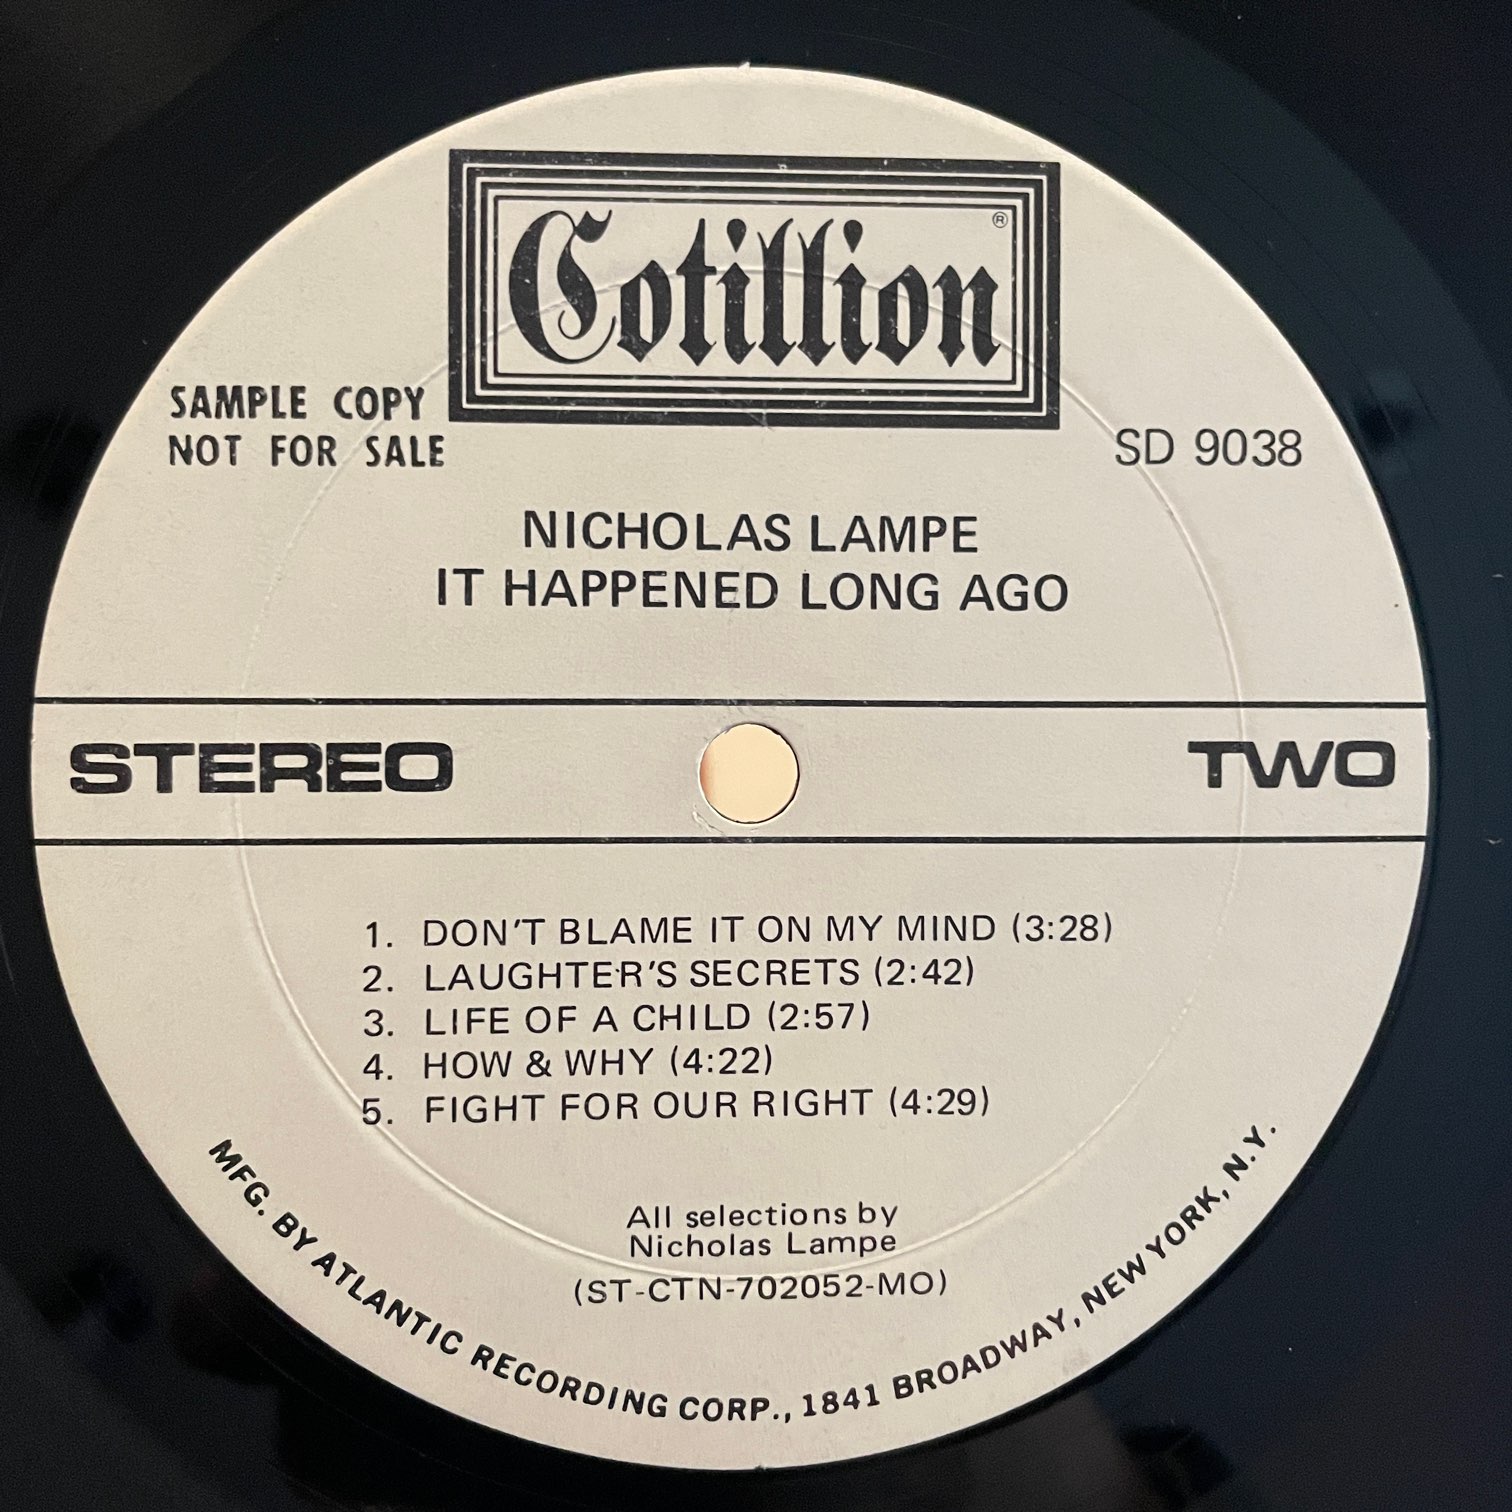 Cotillion®
SAMPLE COPY
NOT FOR SALE
SD 9038
NICHOLAS LAMPE
IT HAPPENED LONG AGO
STEREO
TWO
1. DON'T BLAME IT ON MY MIND (3:28)
2. LAUGHTER'S SECRETS (2:42)
3. LIFE OF A CHILD (2:57)
4. HOW & WHY (4:22)
5. FIGHT FOR OUR RIGHT (4:29)
All selections by
Nicholas Lampe
(ST-CTN-702052-MO)
MFG. BY ATLANTIC RECORDING CORP., 1841 BROADWAY, NEW YORK, N.Y.